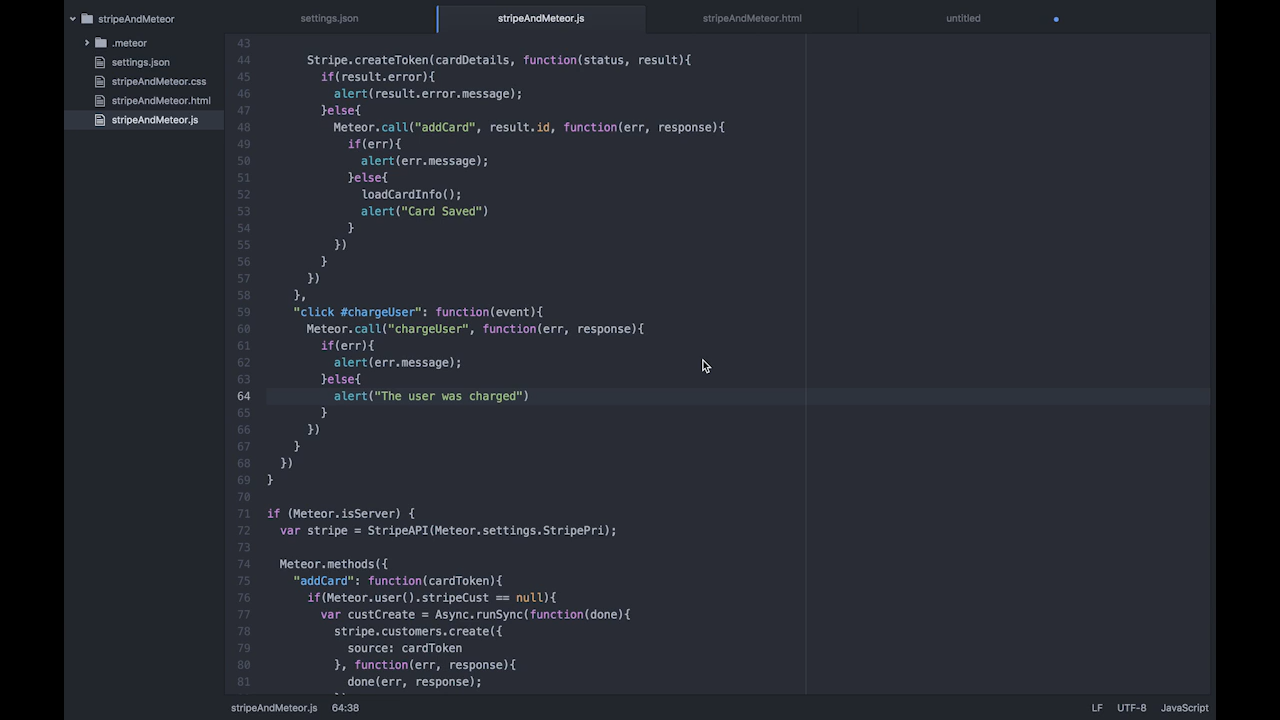 stripeAndMeteor
.meteor
settings.json
stripeAndMeteor.css
stripeAndMeteor.html
stripeAndMeteor.js
settings.json stripeAndMeteor.js stripeAndMeteor.html untitled
43
44 Stripe.createToken(cardDetails, function(status, result){
45 if(result.error){
46 alert(result.error.message);
47 }else{
48 Meteor.call("addCard", result.id, function(err, response){
49 if(err){
50 alert(err.message);
51 }else{
52 loadCardInfo();
53 alert("Card Saved")
54 }
55 })
56 }
57 })
58 },
59 "click #chargeUser": function(event){
60 Meteor.call("chargeUser", function(err, response){
61 if(err){
62 alert(err.message);
63 }else{
64 alert("The user was charged")
65 }
66 })
67 }
68 })
69 }
70
71 if (Meteor.isServer) {
72 var stripe = StripeAPI(Meteor.settings.StripePri);
73
74 Meteor.methods({
75 "addCard": function(cardToken){
76 if(Meteor.user().stripeCust == null){
77 var custCreate = Async.runSync(function(done){
78 stripe.customers.create({
79 source: cardToken
80 }, function(err, response){
81 done(err, response);
stripeAndMeteor.js 64:38 LF UTF-8 JavaScript